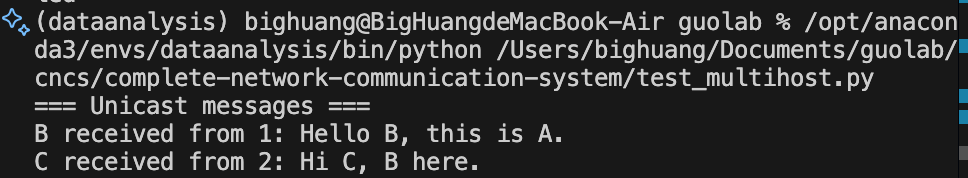 (dataanalysis) bighuang@BigHuangdeMacBook-Air guolab % /opt/anacon
da3/envs/dataanalysis/bin/python /Users/bighuang/Documents/guolab/
cncs/complete-network-communication-system/test_multihost.py
=== Unicast messages ===
B received from 1: Hello B, this is A.
C received from 2: Hi C, B here.